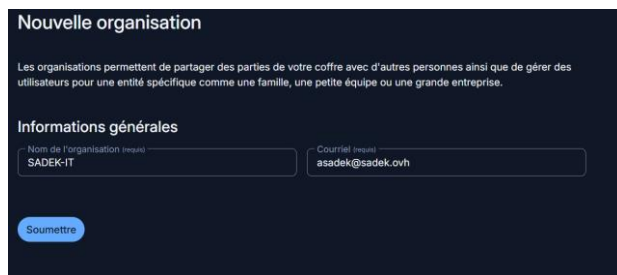 Nouvelle organisation
Les organisations permettent de partager des parties de votre coffre avec d'autres personnes ainsi que de gérer des
utilisateurs pour une entité spécifique comme une famille, une petite équipe ou une grande entreprise.
Informations générales
Nom de l'organisation (requis) Courriel (requis)
SADEK-IT asadek@sadek.ovh
Soumettre